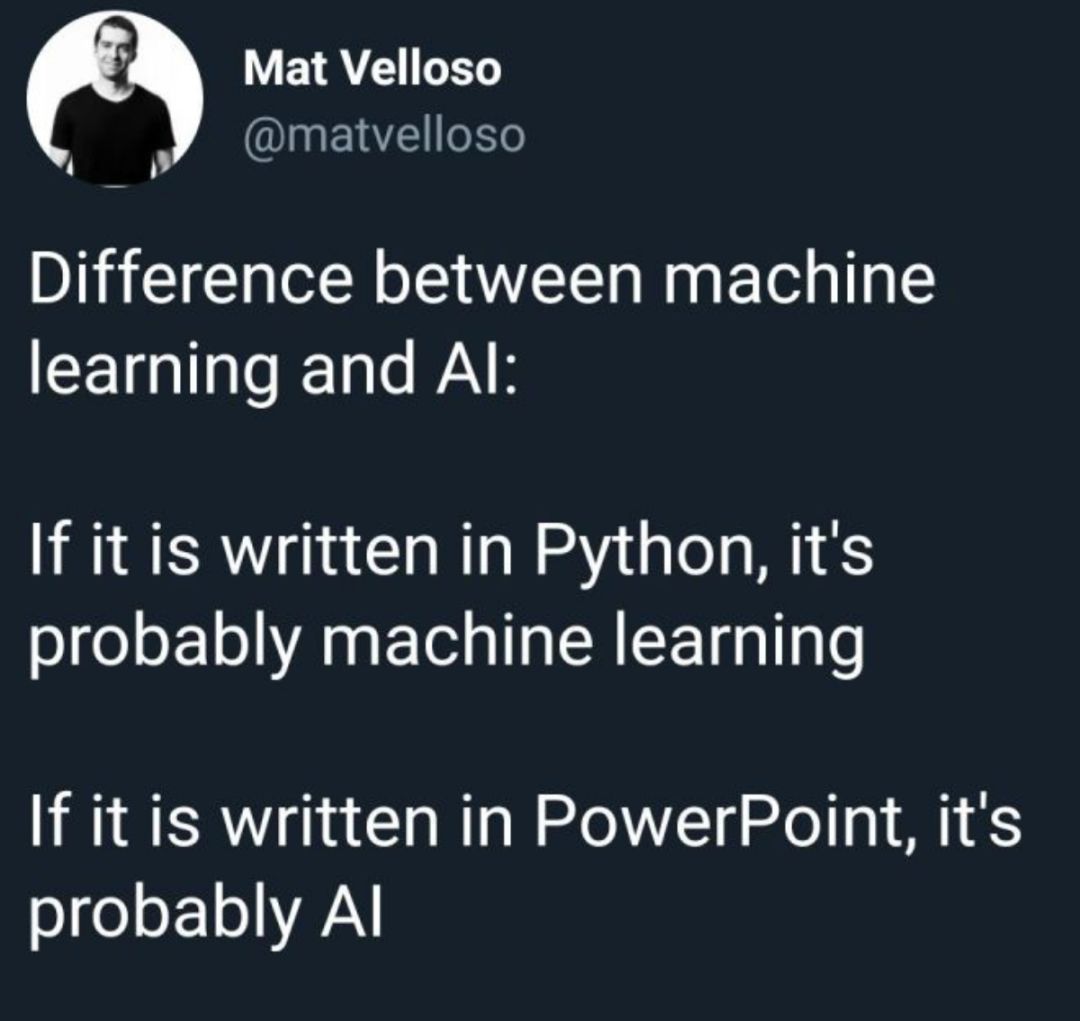 Mat Velloso
@matvelloso
Difference between machine
learning and AI:
If it is written in Python, it's
probably machine learning
If it is written in PowerPoint, it's
probably AI